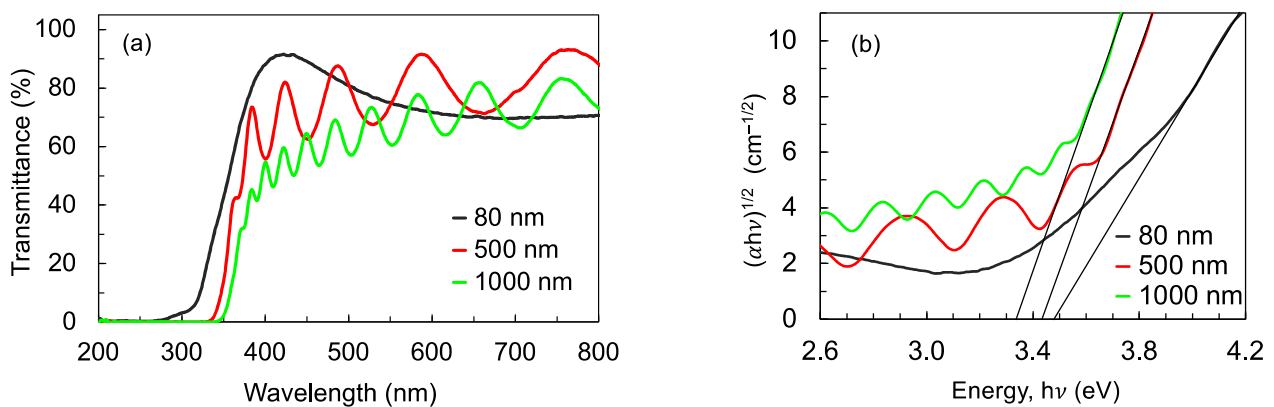 (a)
Transmittance (%)
100
80
60
40
20
0
200 300 400 500 600 700 800
Wavelength (nm)
80 nm
500 nm
1000 nm
(b)
(αhν)^1/2 (cm^−1/2)
10
8
6
4
2
0
2.6 3.0 3.4 3.8 4.2
Energy, hν (eV)
80 nm
500 nm
1000 nm